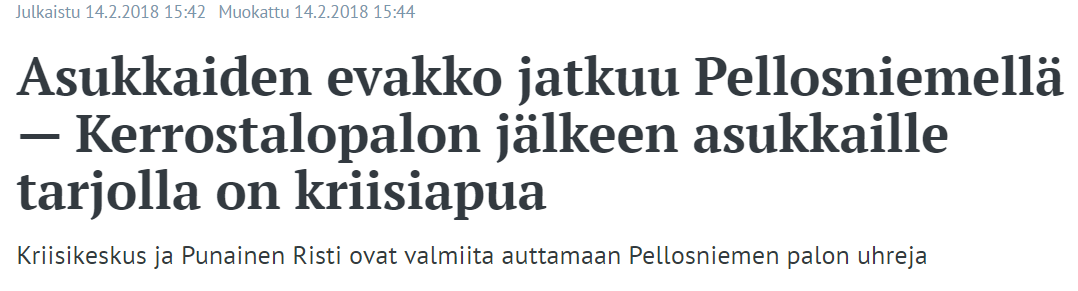 Julkaistu 14.2.2018 15:42 Muokattu 14.2.2018 15:44
Asukkaiden evakko jatkuu Pellosniemellä
— Kerrostalopalon jälkeen asukkaille
tarjolla on kriisiapua
Kriisikeskus ja Punainen Risti ovat valmiita auttamaan Pellosniemen palon uhreja